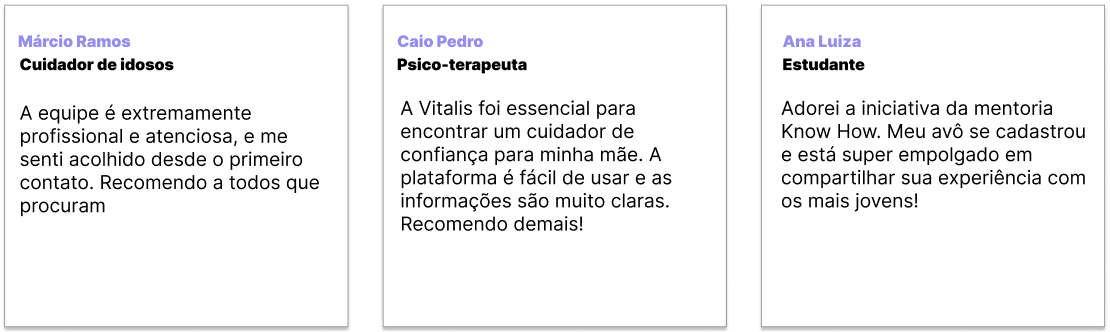 Márcio Ramos
Cuidador de idosos
A equipe é extremamente
profissional e atenciosa, e me
senti acolhido desde o primeiro
contato. Recomendo a todos que
procuram
Caio Pedro
Psico-terapeuta
A Vitalis foi essencial para
encontrar um cuidador de
confiança para minha mãe. A
plataforma é fácil de usar e as
informações são muito claras.
Recomendo demais!
Ana Luiza
Estudante
Adorei a iniciativa da mentoria
Know How. Meu avô se cadastrou
e está super empolgado em
compartilhar sua experiência com
os mais jovens!